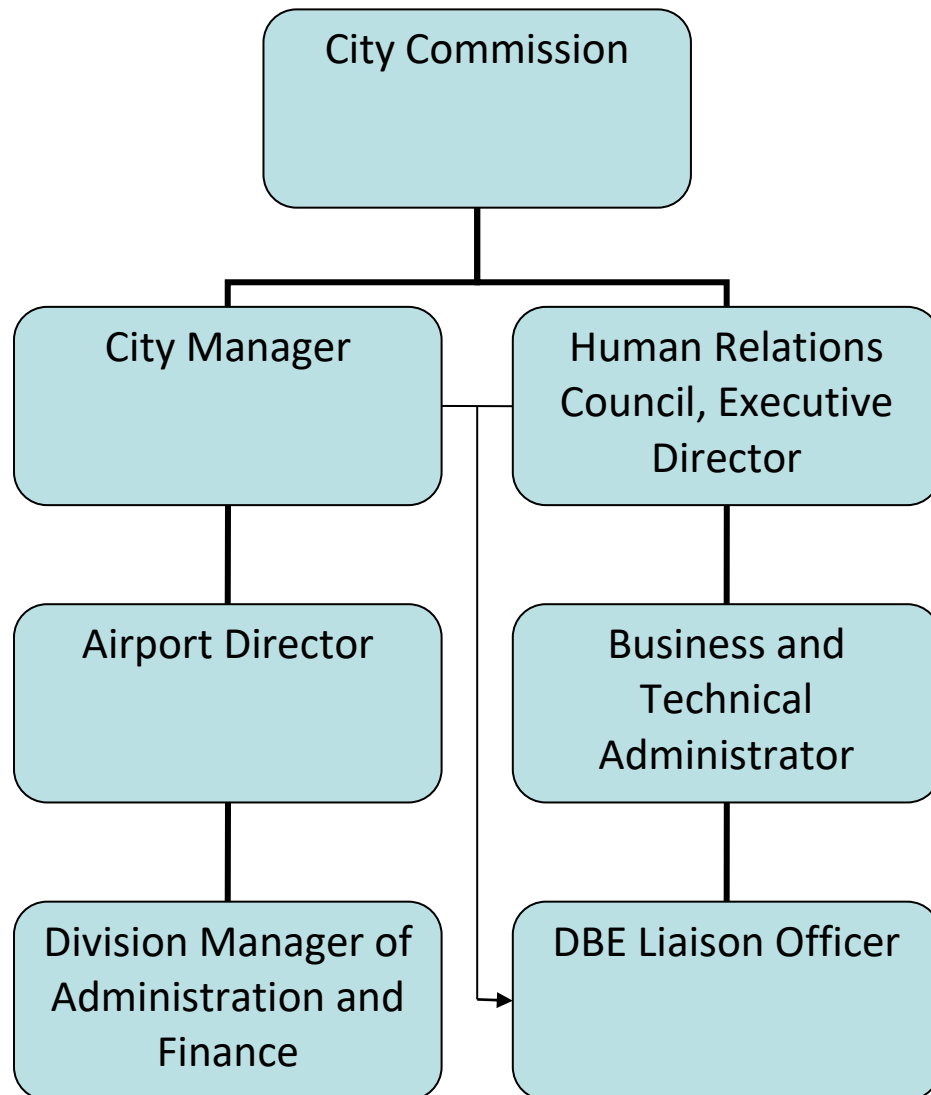 City Commission
City Manager
Human Relations
Council, Executive
Director
Airport Director
Business and
Technical
Administrator
Division Manager of
Administration and
Finance
DBE Liaison Officer